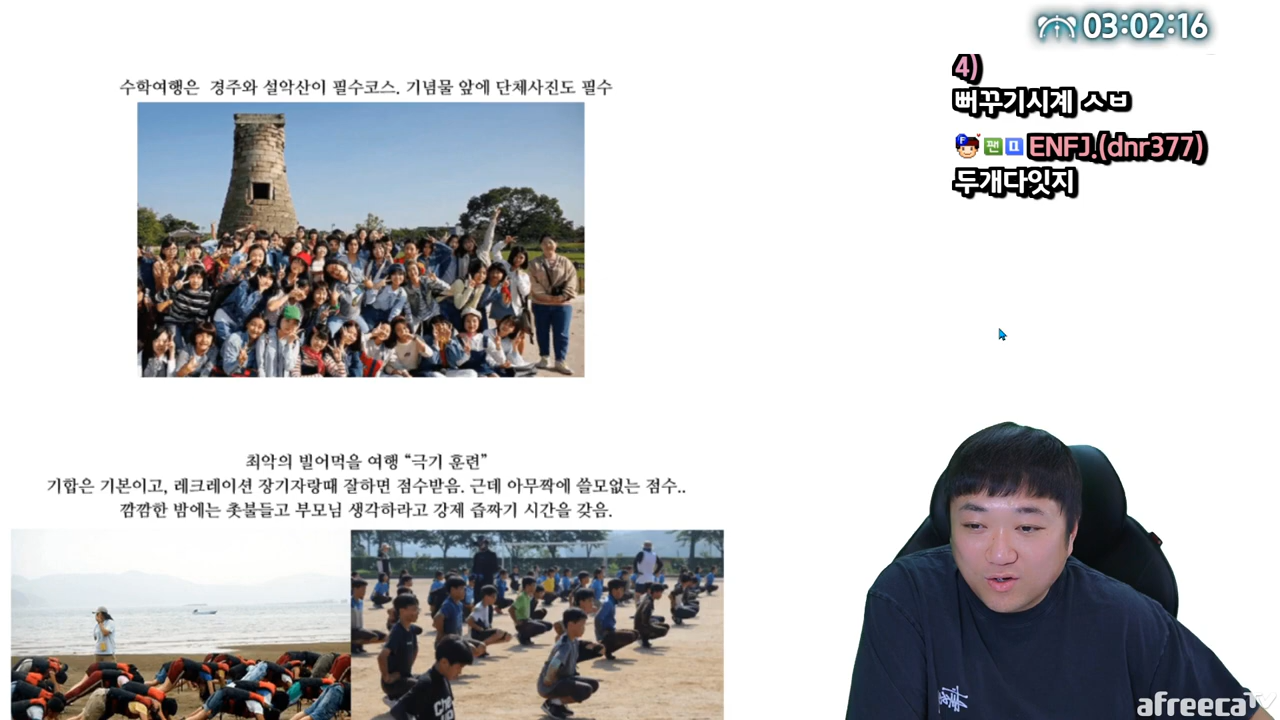 03:02:16
수학여행은 경주와 설악산이 필수코스. 기념물 앞에 단체사진도 필수
4)
뻐꾸기시계 ㅅㅂ
F 팬 ENFJ.(dnr377)
두개다잇지
최악의 빌어먹을 여행 “극기 훈련”
기합은 기본이고, 레크레이션 장기자랑때 잘하면 점수받음. 근데 아무짝에 쓸모없는 점수..
깜깜한 밤에는 촛불들고 부모님 생각하라고 강제 즙짜기 시간을 갖음.
afreecaTV